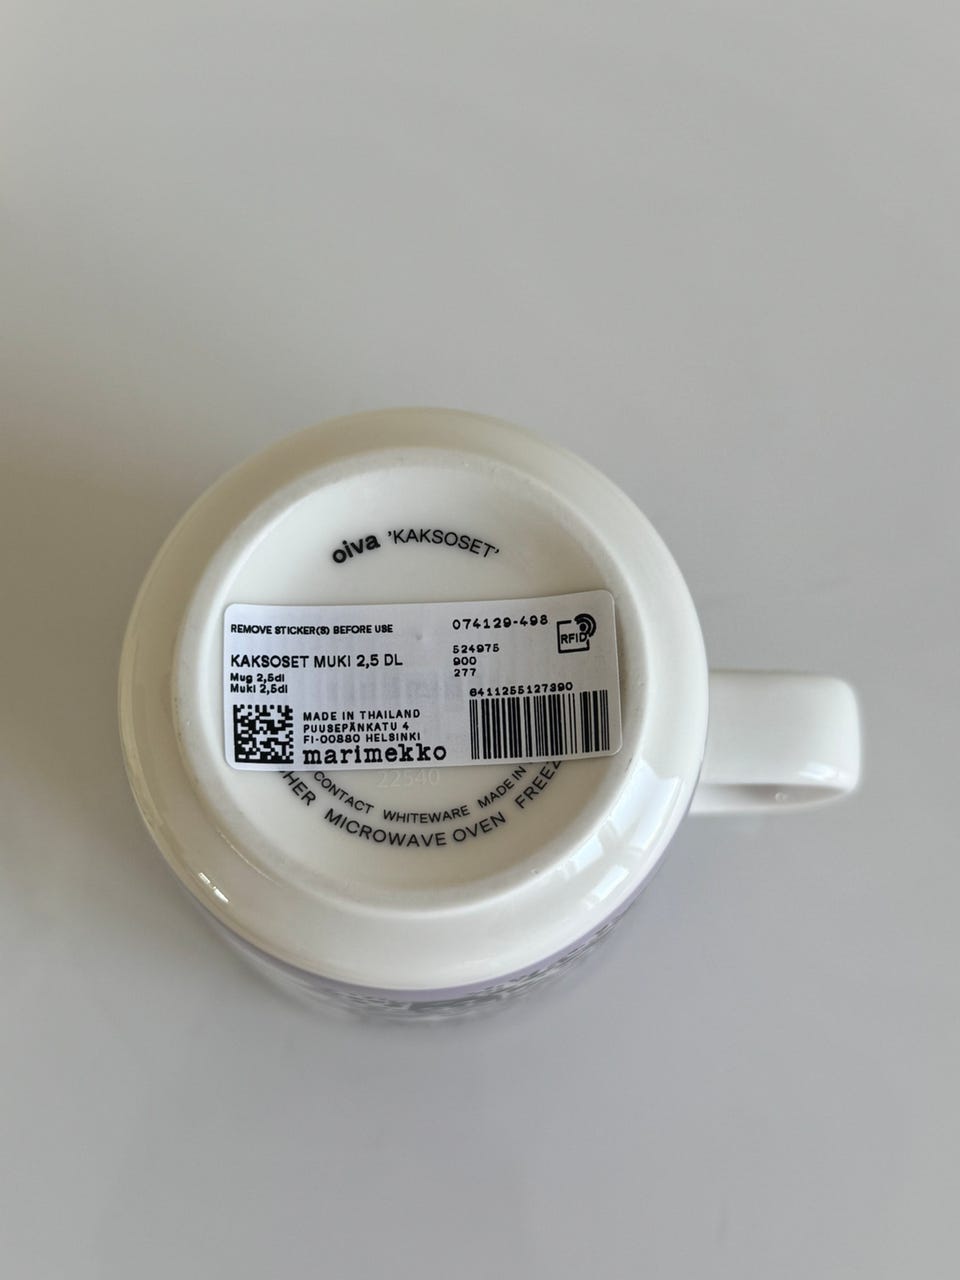 oiva 'KAKSOSET'
REMOVE STICKER(S) BEFORE USE
074129-498
RFID
KAKSOSET MUKI 2,5 DL
Mug 2,5dl
Muki 2,5dl
524975
900
277
6411255127390
MADE IN THAILAND
PUUSEPÄNKATU 4
FI-00880 HELSINKI
marimekko
22540
CONTACT WHITEWARE MADE IN
MICROWAVE OVEN